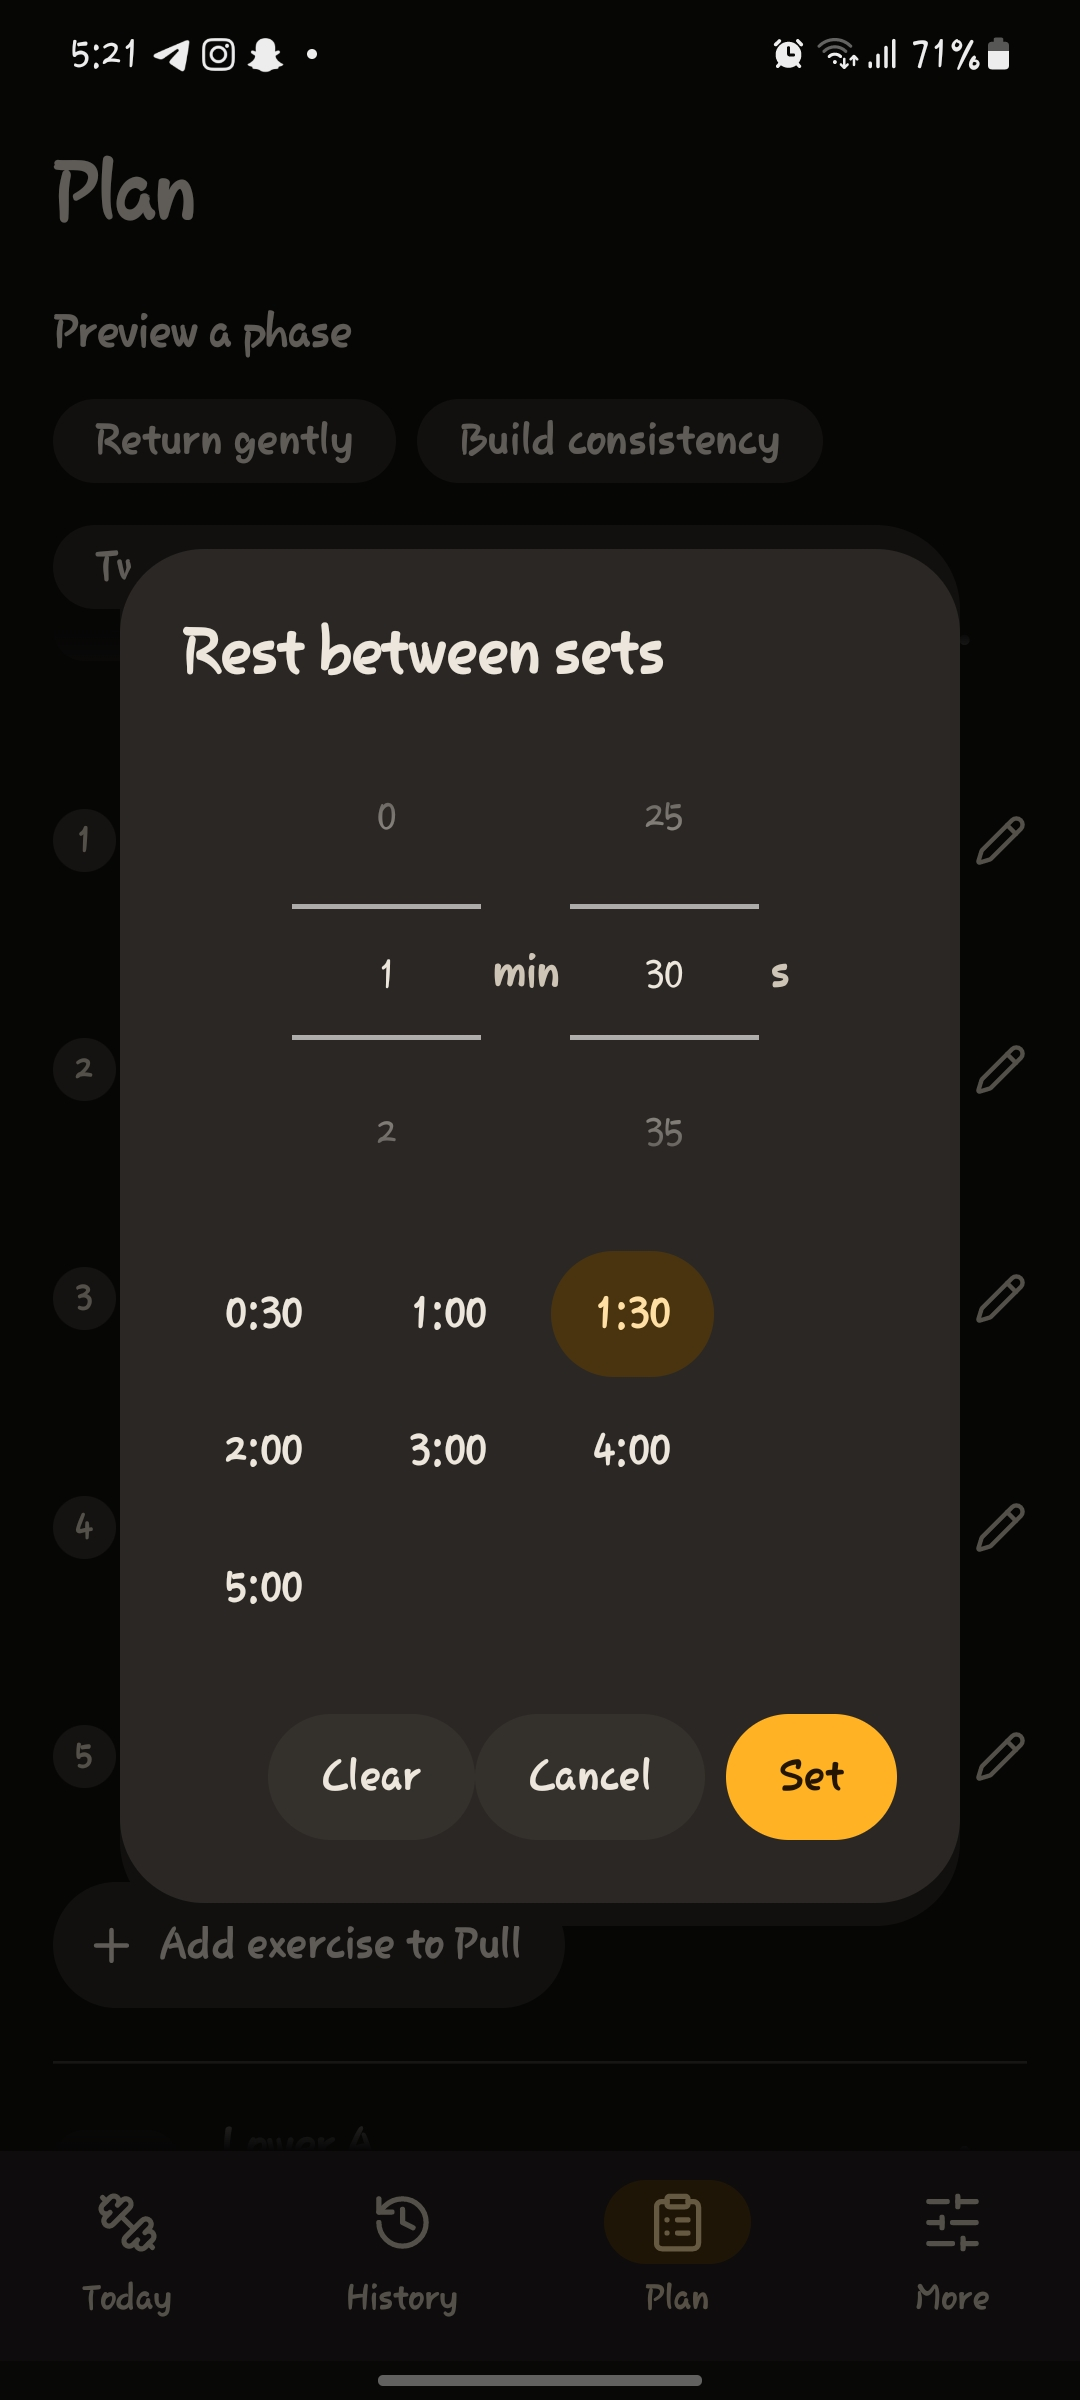 5:21 71%
Plan
Preview a phase
Return gently Build consistency
Rest between sets
0 25
1 min 30 s
2 35
0:30 1:00 1:30
2:00 3:00 4:00
5:00
Clear Cancel Set
1
2
3
4
5
Add exercise to Pull
Lower A
Today History Plan More